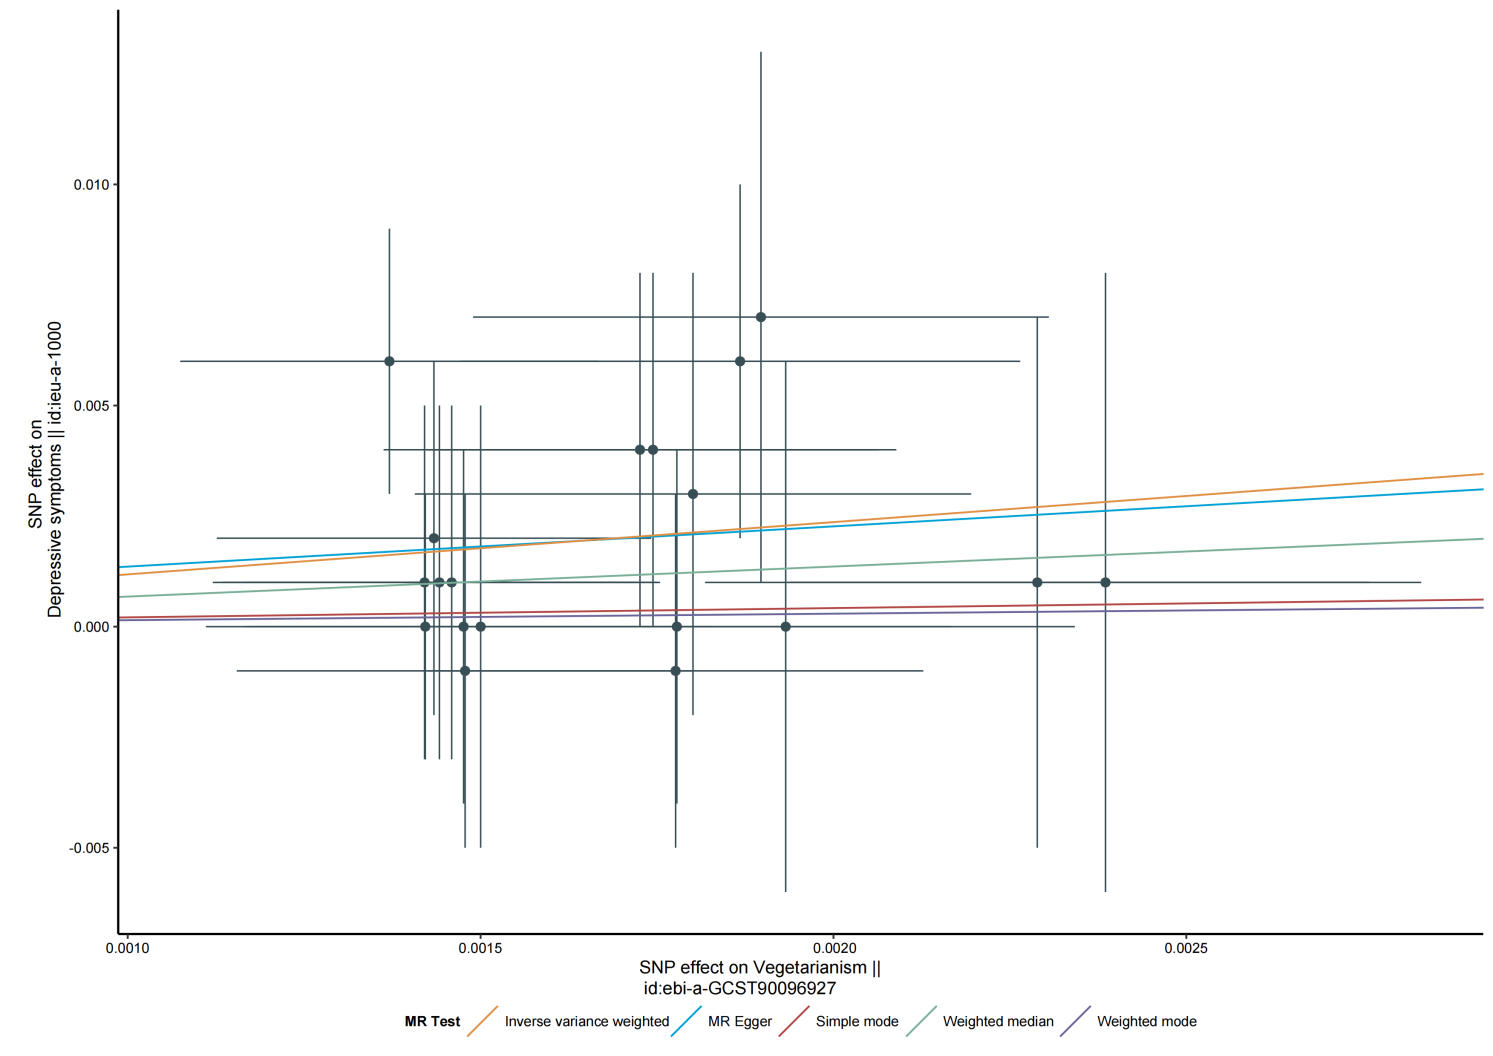 SNP effect on
Depressive symptoms || id:ieu-a-1000
0.010
0.005
0.000
-0.005
0.0010 0.0015 0.0020 0.0025
SNP effect on Vegetarianism ||
id:ebi-a-GCST90096927
MR Test Inverse variance weighted MR Egger Simple mode Weighted median Weighted mode